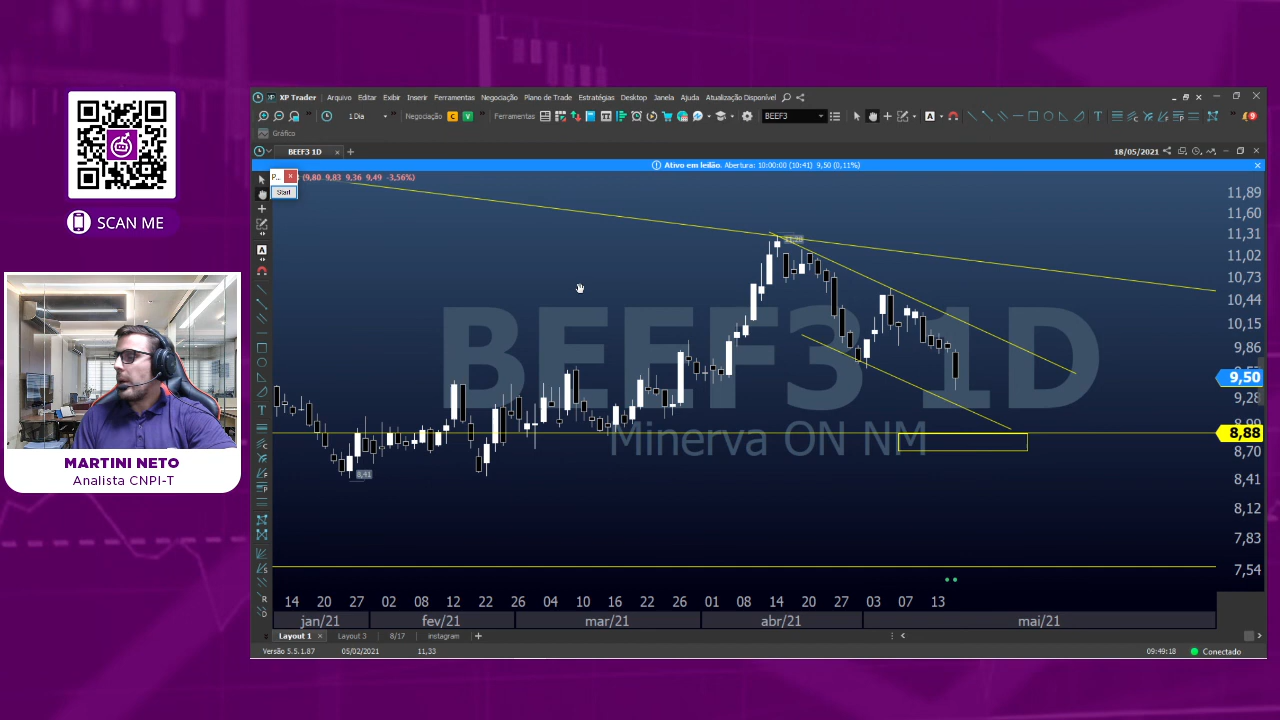 SCAN ME
MARTINI NETO
Analista CNPI-T
XP Trader Arquivo Editar Exibir Inserir Ferramentas Negociação Plano de Trade Estratégias Desktop Janela Ajuda Atualização Disponível
1 Dia Negociação C V Ferramentas BEEF3
Gráfico
BEEF3 1D 18/05/2021
Ativo em leilão. Abertura: 10:00:00 (10:41) 9,50 (0,11%)
P... (9,80 9,83 9,36 9,49 -3,56%)
Start
BEEF3 1D
Minerva ON NM
8,41
11,89
11,60
11,31
11,02
10,73
10,44
10,15
9,86
9,50
9,28
8,88
8,70
8,41
8,12
7,83
7,54
14 20 27 02 08 12 22 26 04 10 16 22 26 01 08 14 20 27 03 07 13
jan/21 fev/21 mar/21 abr/21 mai/21
Layout 1 Layout 3 8/17 instagram
Versão 5.5.1.87 05/02/2021 11,33 09:49:18 Conectado